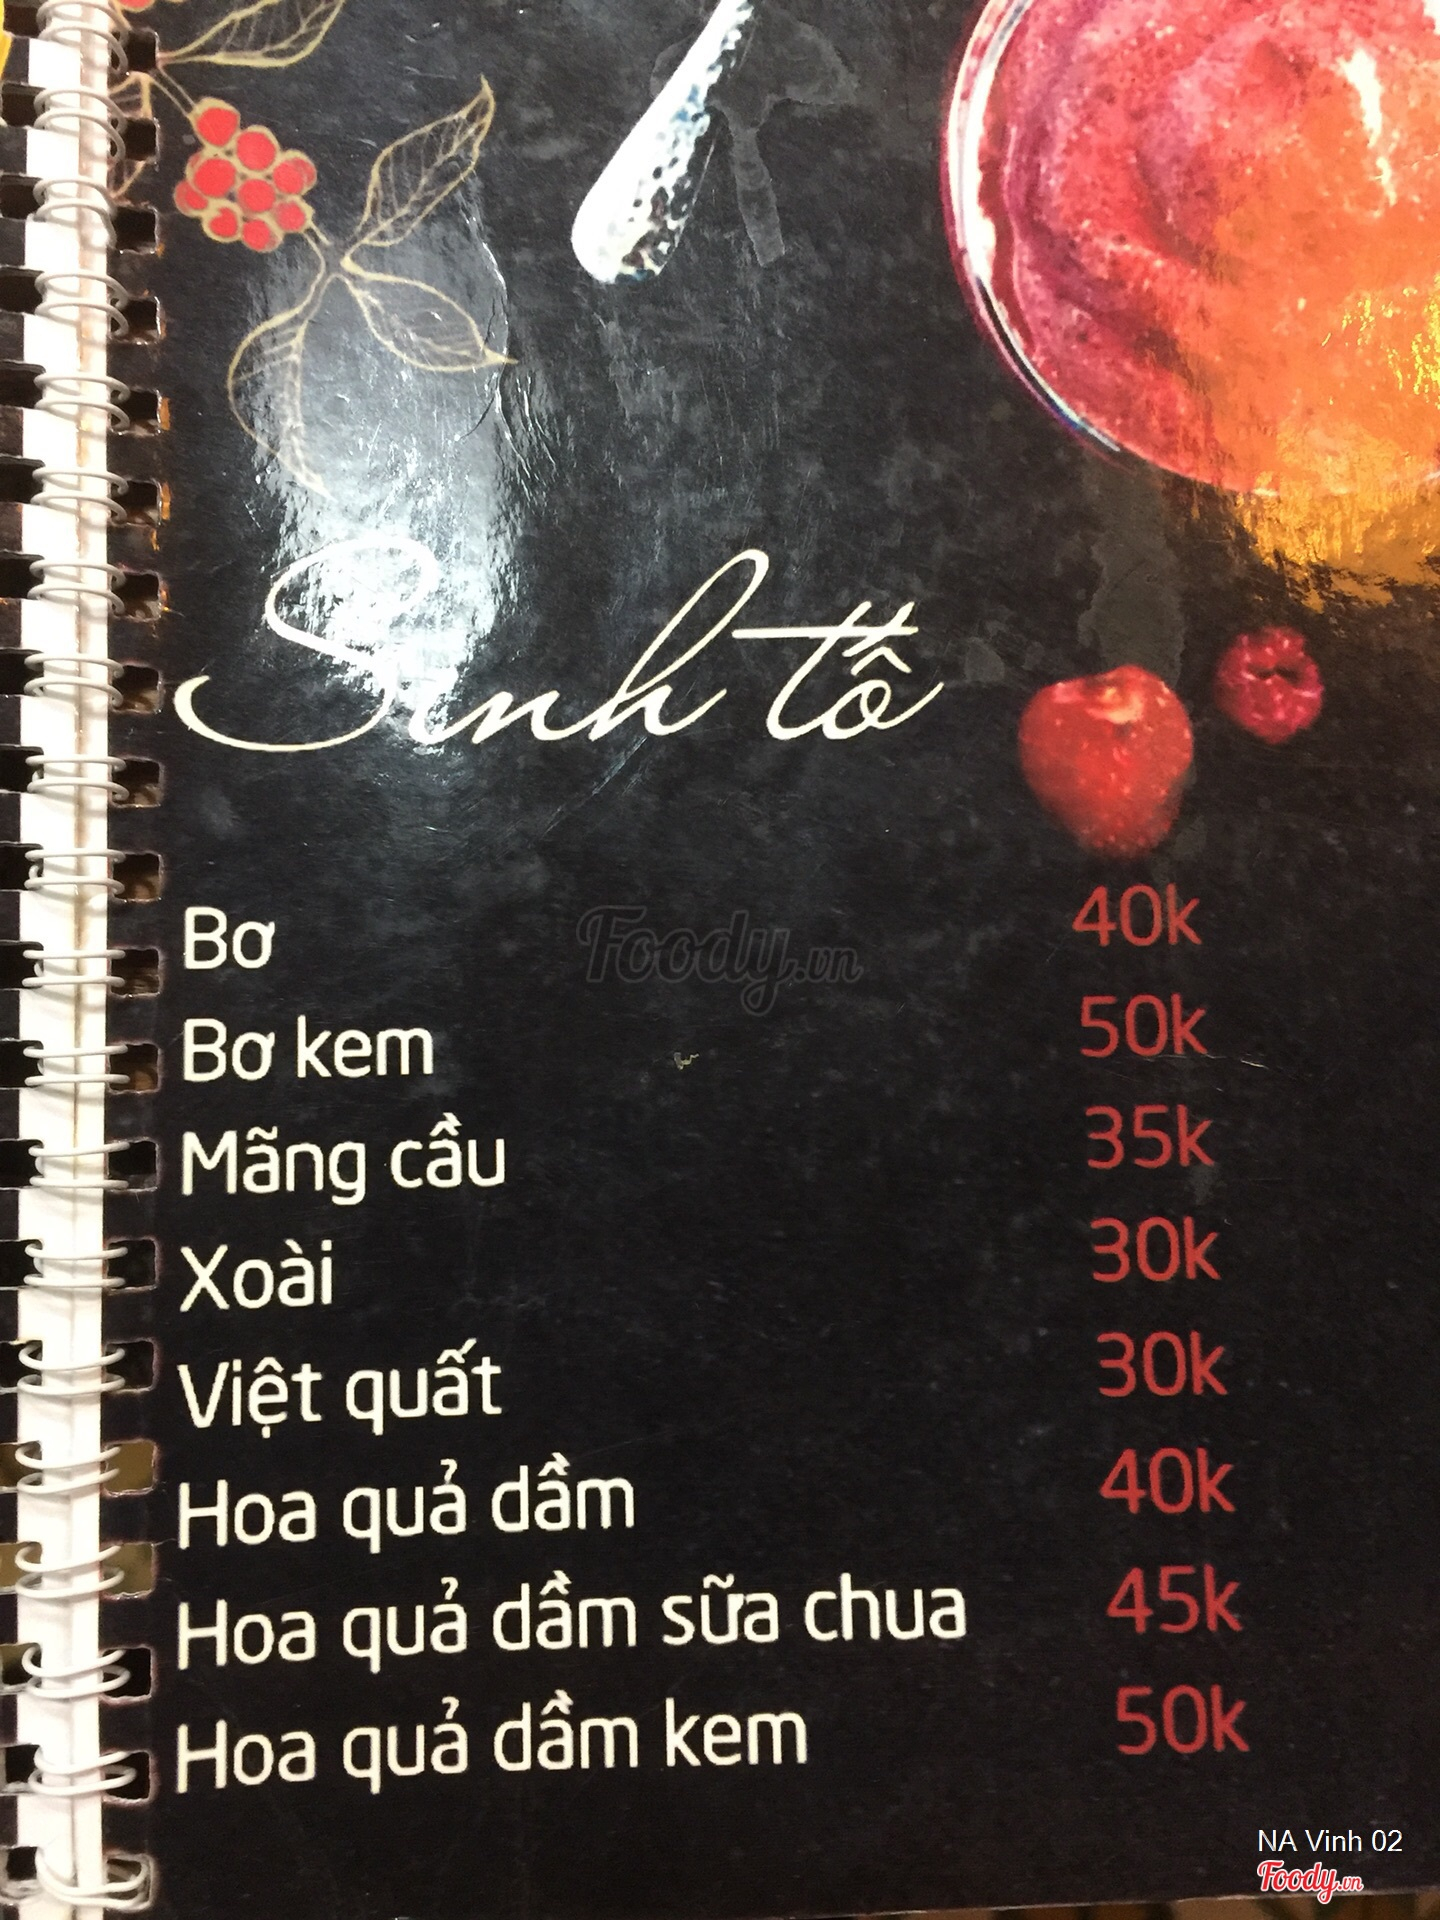 Sinh tố
Bơ 40k
Bơ kem 50k
Mãng cầu 35k
Xoài 30k
Việt quất 30k
Hoa quả dầm 40k
Hoa quả dầm sữa chua 45k
Hoa quả dầm kem 50k
Foody.vn
NA Vinh 02
Foody.vn